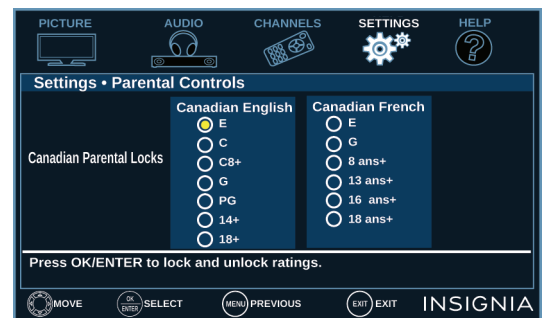 PICTURE AUDIO CHANNELS SETTINGS HELP
?
Settings • Parental Controls
Canadian Parental Locks
Canadian English
E
C
C8+
G
PG
14+
18+
Canadian French
E
G
8 ans+
13 ans+
16 ans+
18 ans+
Press OK/ENTER to lock and unlock ratings.
MOVE OK ENTER SELECT MENU PREVIOUS EXIT EXIT INSIGNIA